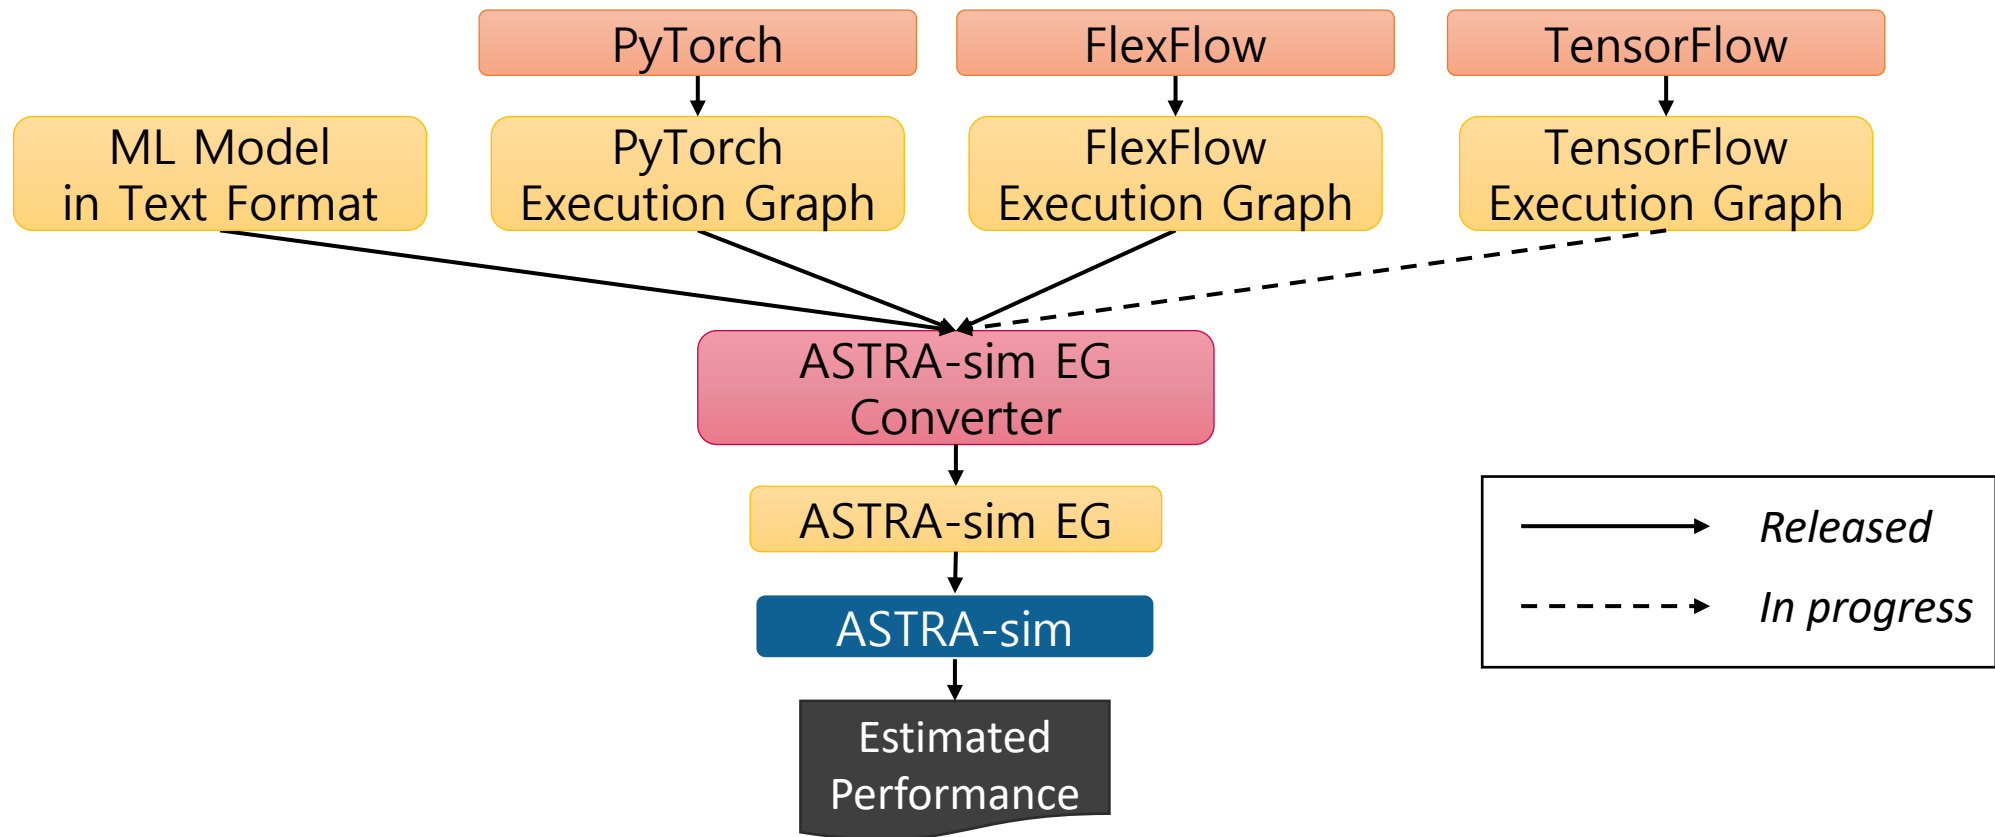 PyTorch
FlexFlow
TensorFlow
ML Model
in Text Format
PyTorch
Execution Graph
FlexFlow
Execution Graph
TensorFlow
Execution Graph
ASTRA-sim EG
Converter
ASTRA-sim EG
ASTRA-sim
Estimated
Performance
Released
In progress